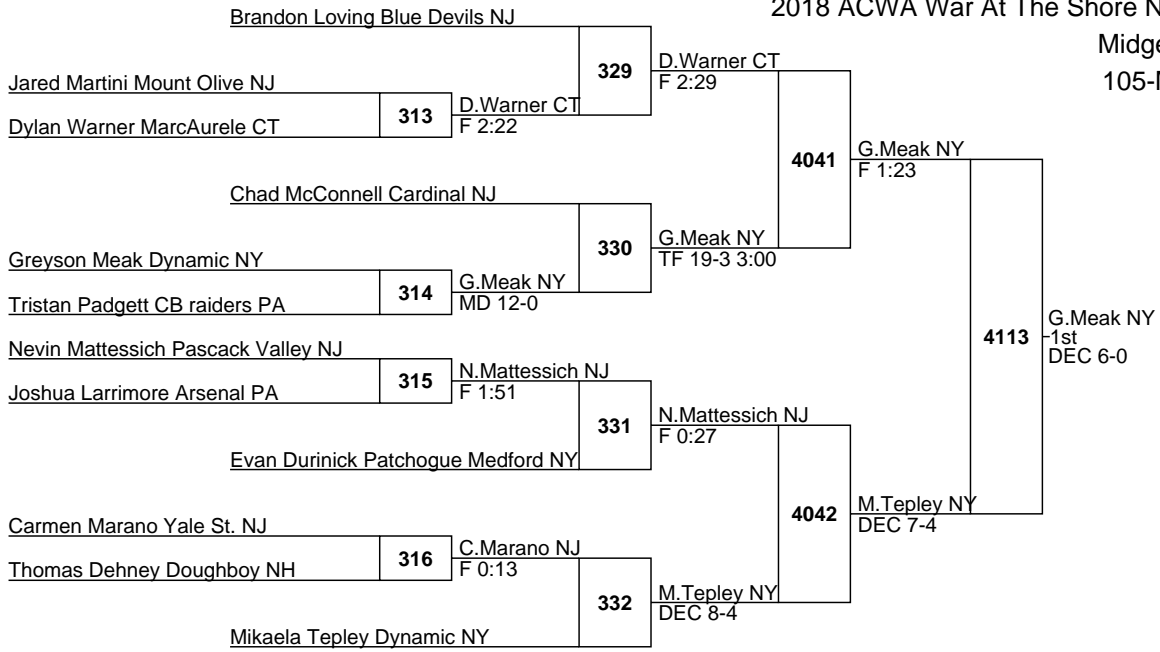 2018 ACWA War At The Shore N
Midge
105-
Brandon Loving Blue Devils NJ
329
D.Warner CT
F 2:29
Jared Martini Mount Olive NJ
313
D.Warner CT
F 2:22
Dylan Warner MarcAurele CT
4041
G.Meak NY
F 1:23
Chad McConnell Cardinal NJ
330
G.Meak NY
TF 19-3 3:00
Greyson Meak Dynamic NY
314
G.Meak NY
MD 12-0
Tristan Padgett CB raiders PA
4113
G.Meak NY
1st
DEC 6-0
Nevin Mattessich Pascack Valley NJ
315
N.Mattessich NJ
F 1:51
Joshua Larrimore Arsenal PA
331
N.Mattessich NJ
F 0:27
Evan Durinick Patchogue Medford NY
4042
M.Tepley NY
DEC 7-4
Carmen Marano Yale St. NJ
316
C.Marano NJ
F 0:13
Thomas Dehney Doughboy NH
332
M.Tepley NY
DEC 8-4
Mikaela Tepley Dynamic NY